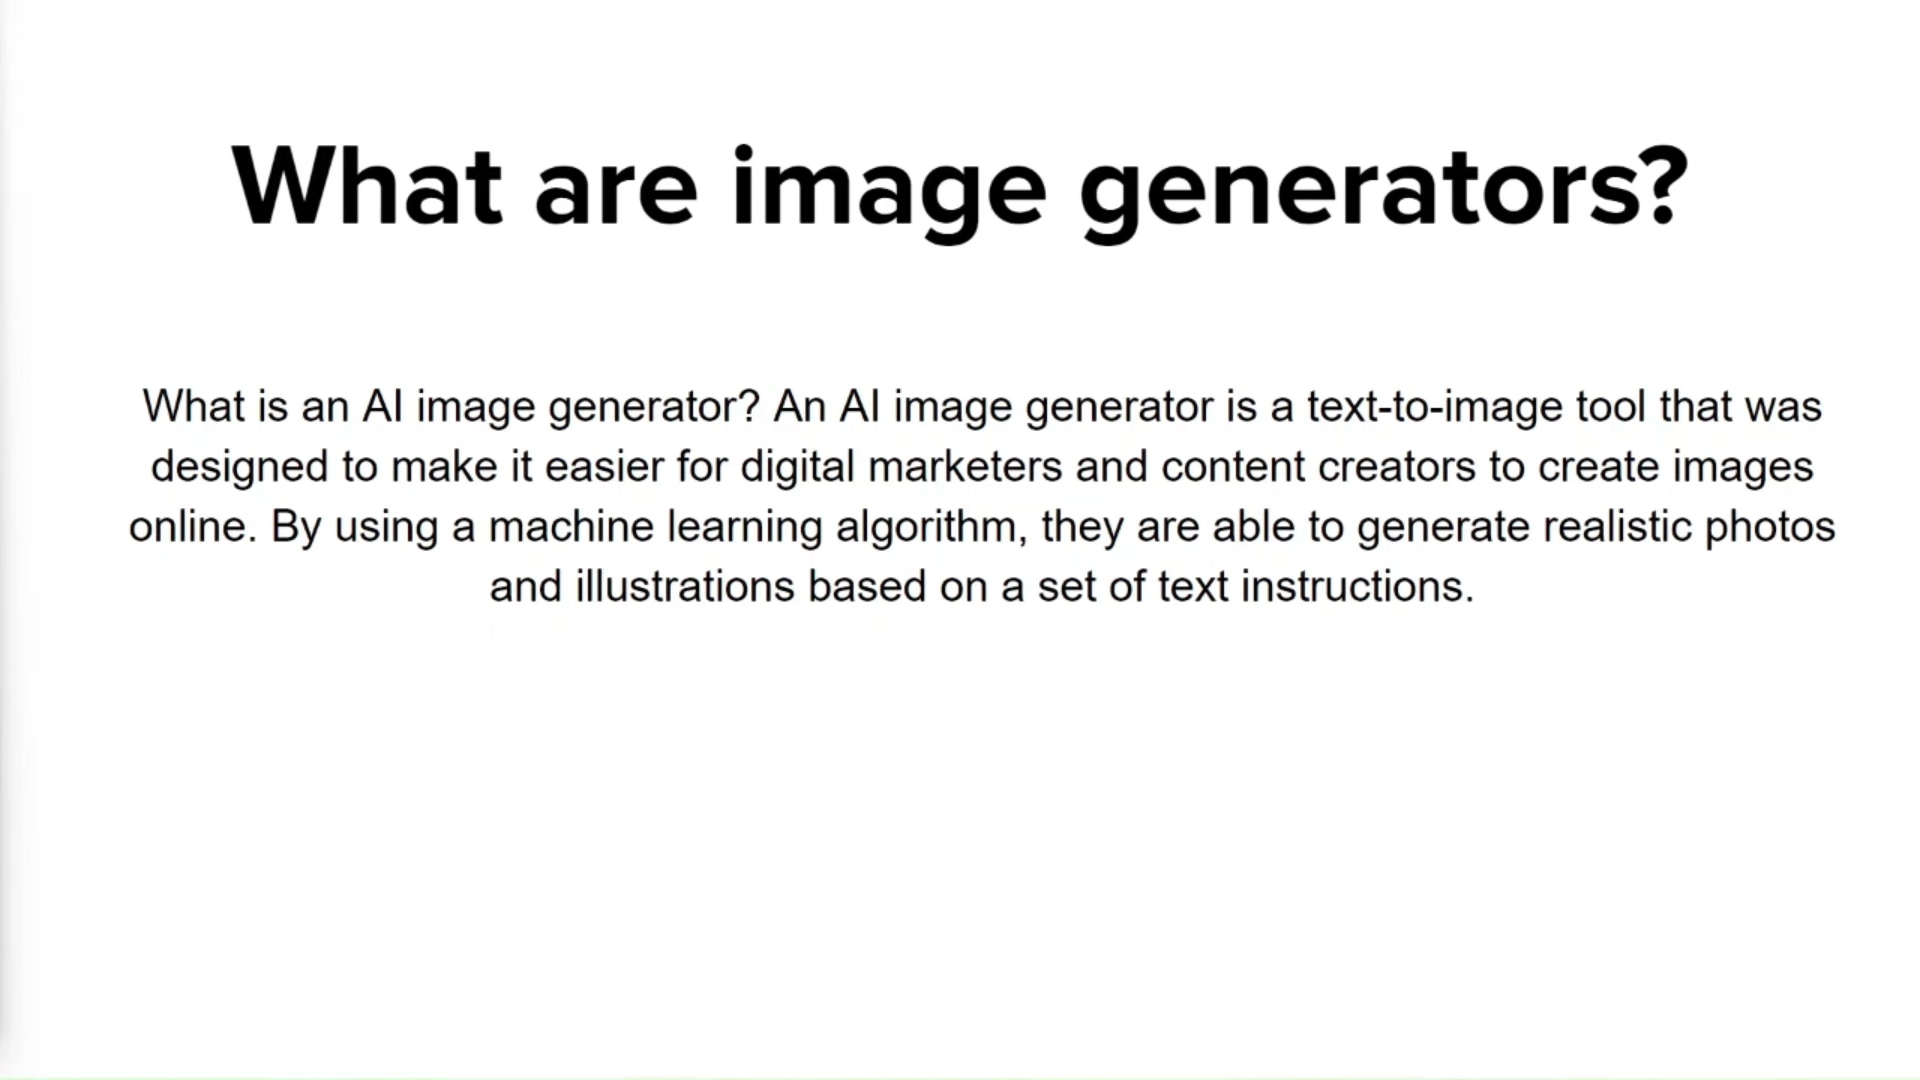 What are image generators?
What is an AI image generator? An AI image generator is a text-to-image tool that was
designed to make it easier for digital marketers and content creators to create images
online. By using a machine learning algorithm, they are able to generate realistic photos
and illustrations based on a set of text instructions.